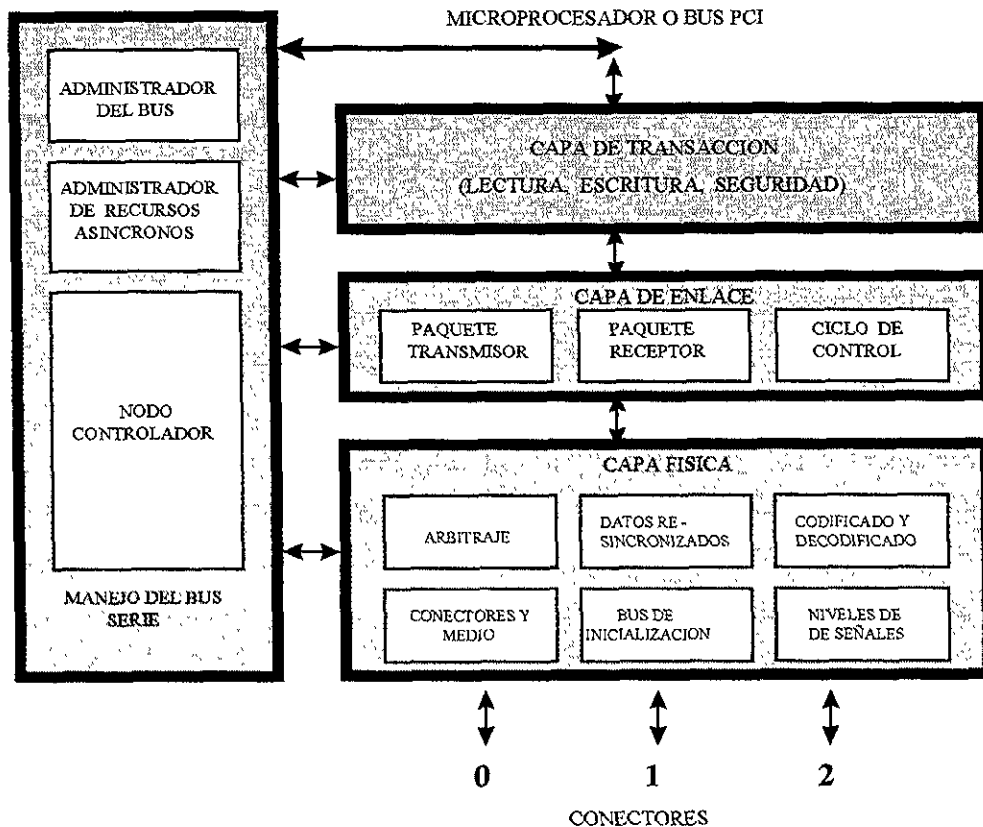 MICROPROCESADOR O BUS PCI
ADMINISTRADOR
DEL BUS
ADMINISTRADOR
DE RECURSOS
ASINCRONOS
NODO
CONTROLADOR
MANEJO DEL BUS
SERIE
CAPA DE TRANSACCION
(LECTURA, ESCRITURA, SEGURIDAD)
CAPA DE ENLACE
PAQUETE
TRANSMISOR
PAQUETE
RECEPTOR
CICLO DE
CONTROL
CAPA FISICA
ARBITRAJE
DATOS RE-
SINCRONIZADOS
CODIFICADO Y
DECODIFICADO
CONECTORES Y
MEDIO
BUS DE
INICIALIZACION
NIVELES DE
DE SEÑALES
0
1
2
CONECTORES